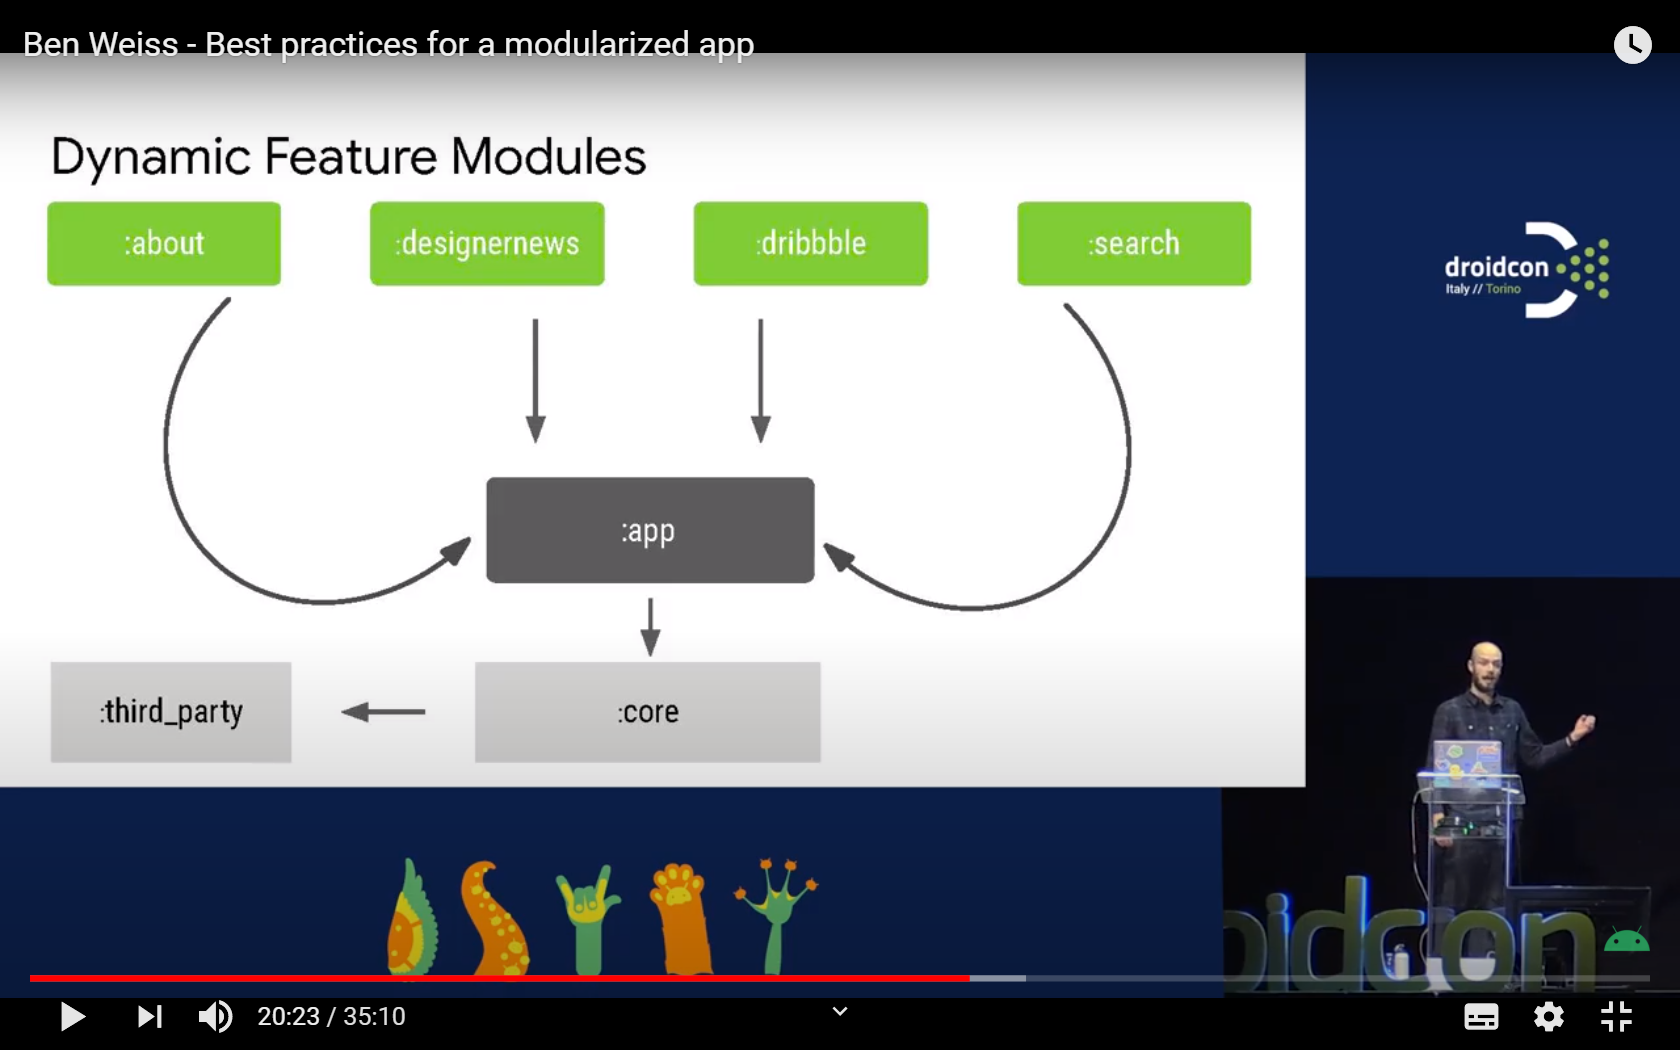 Ben Weiss - Best practices for a modularized app
Dynamic Feature Modules
:about
:designernews
:dribbble
:search
:app
:third_party
:core
droidcon
Italy // Torino
oidcon
20:23 / 35:10